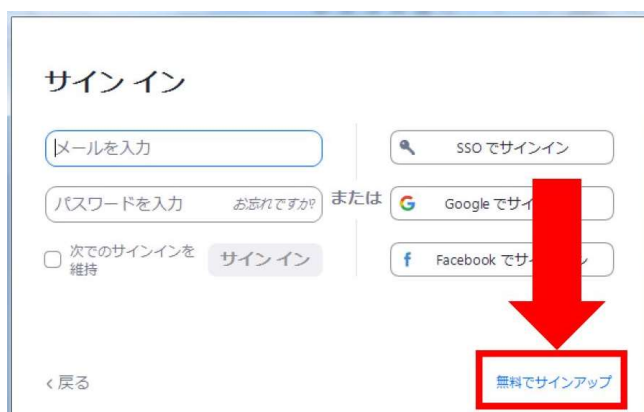 サイン イン
メールを入力
パスワードを入力 お忘れですか?
次でのサインインを
維持
サイン イン
または
SSO でサインイン
Google でサイ
Facebook でサ ン
‹ 戻る
無料でサインアップ